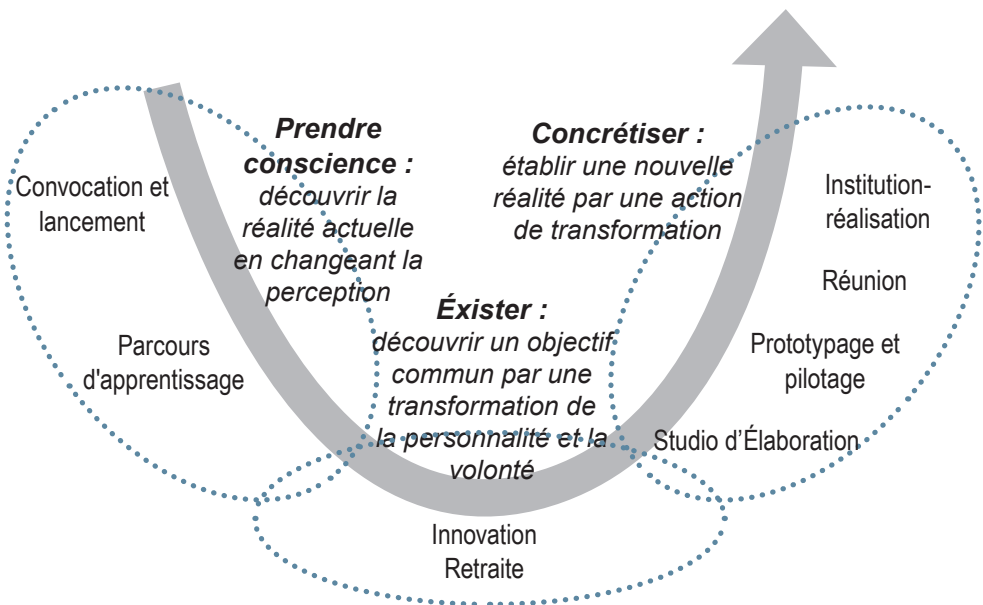 Prendre
conscience :
découvrir la
réalité actuelle
en changeant la
perception
Concrétiser :
établir une nouvelle
réalité par une action
de transformation
Convocation et
lancement
Institution-
réalisation
Réunion
Éxister :
découvrir un objectif
commun par une
transformation de
la personnalité et la
volonté
Parcours
d'apprentissage
Prototypage et
pilotage
Studio d’Élaboration
Innovation
Retraite